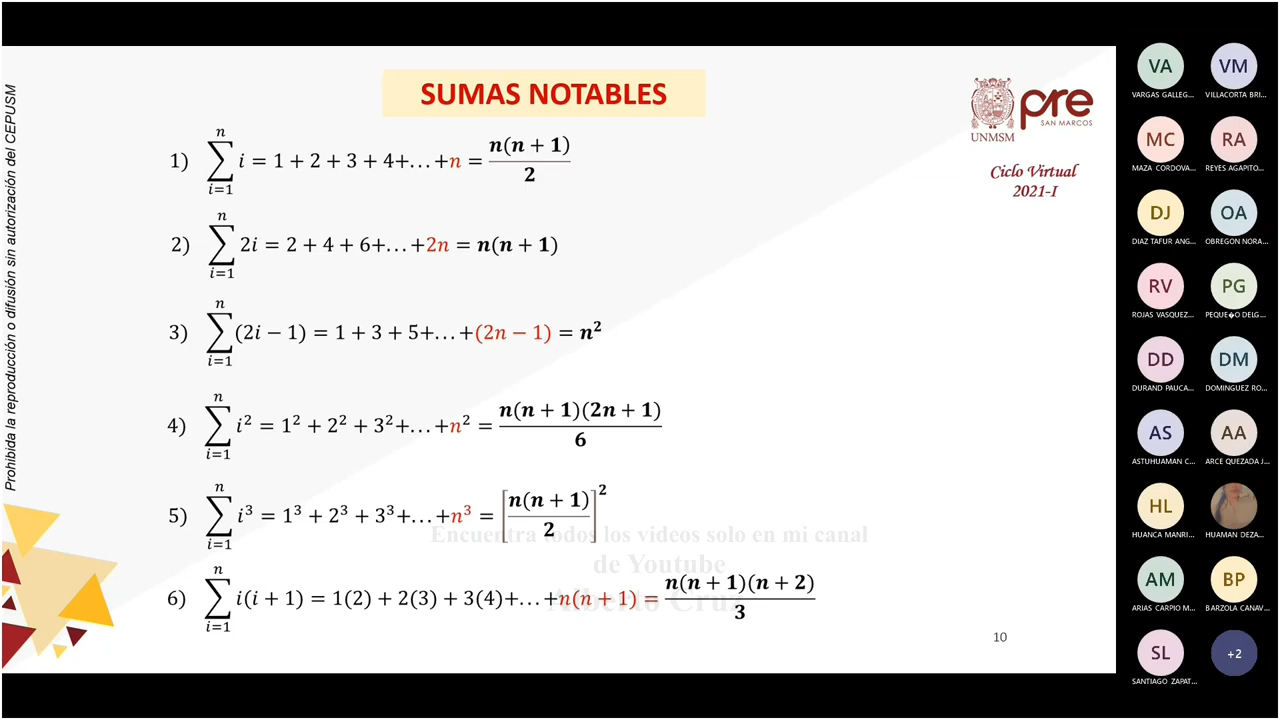 SUMAS NOTABLES
Prohibida la reproducción o difusión sin autorización del CEPUSM
UNMSM
pre
SAN MARCOS
Ciclo Virtual
2021-I
1) ∑_{i=1}^{n} i = 1 + 2 + 3 + 4+...+n = n(n + 1)/2
2) ∑_{i=1}^{n} 2i = 2 + 4 + 6+...+2n = n(n + 1)
3) ∑_{i=1}^{n} (2i − 1) = 1 + 3 + 5+...+(2n − 1) = n²
4) ∑_{i=1}^{n} i² = 1² + 2² + 3²+...+n² = n(n + 1)(2n + 1)/6
5) ∑_{i=1}^{n} i³ = 1³ + 2³ + 3³+...+n³ = [n(n + 1)/2]²
6) ∑_{i=1}^{n} i(i + 1) = 1(2) + 2(3) + 3(4)+...+n(n + 1) = n(n + 1)(n + 2)/3
Encuentra todos los videos solo en mi canal
de Youtube
Alberto Cruz
10
VA
VARGAS GALLEG...
VM
VILLACORTA BRI...
MC
MAZA CORDOVA...
RA
REYES AGAPITO...
DJ
DIAZ TAFUR ANG...
OA
OBREGON NORA...
RV
ROJAS VASQUEZ...
PG
PEQUE�O DELG...
DD
DURAND PAUCA...
DM
DOMINGUEZ RO...
AS
ASTUHUAMAN C...
AA
ARCE QUEZADA J...
HL
HUANCA MANRI...
HUAMAN DEZA...
AM
ARIAS CARPIO M...
BP
BARZOLA CANAV...
SL
SANTIAGO ZAPAT...
+2